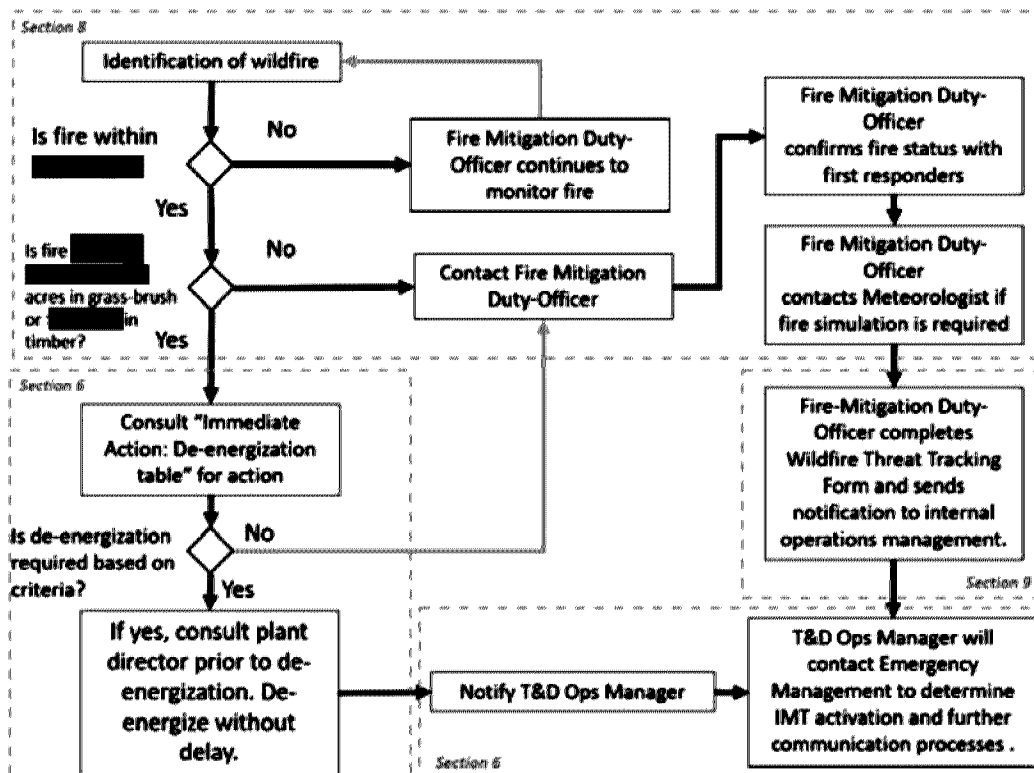 Section 8
Identification of wildfire
Is fire within
No
Yes
Fire Mitigation Duty-
Officer continues to
monitor fire
Is fire
acres in grass-brush
or
in
timber?
No
Yes
Contact Fire Mitigation
Duty-Officer
Fire Mitigation Duty-
Officer
confirms fire status with
first responders
Fire Mitigation Duty-
Officer
contacts Meteorologist if
fire simulation is required
Section 6
Consult "Immediate
Action: De-energization
table" for action
Is de-energization
required based on
criteria?
No
Yes
If yes, consult plant
director prior to de-
energization. De-
energize without
delay.
Fire-Mitigation Duty-
Officer completes
Wildfire Threat Tracking
Form and sends
notification to internal
operations management.
Section 9
Notify T&D Ops Manager
Section 6
T&D Ops Manager will
contact Emergency
Management to determine
IMT activation and further
communication processes .